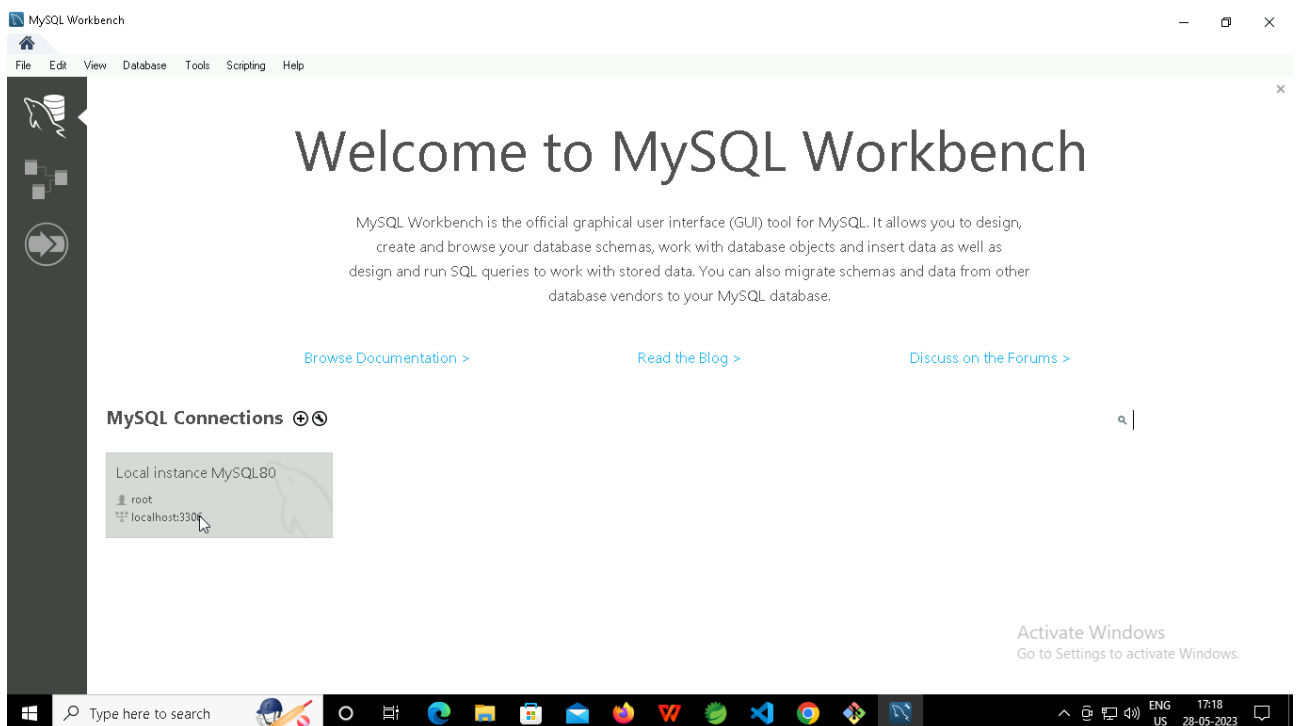 MySQL Workbench
File Edit View Database Tools Scripting Help
Welcome to MySQL Workbench
MySQL Workbench is the official graphical user interface (GUI) tool for MySQL. It allows you to design,
create and browse your database schemas, work with database objects and insert data as well as
design and run SQL queries to work with stored data. You can also migrate schemas and data from other
database vendors to your MySQL database.
Browse Documentation > Read the Blog > Discuss on the Forums >
MySQL Connections
Local instance MySQL80
root
localhost:3306
Activate Windows
Go to Settings to activate Windows.
Type here to search
ENG 17:18
US 28-05-2023